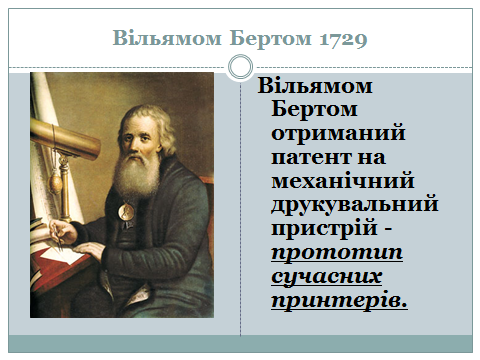 Вільямом Бертом 1729
Вільямом
Бертом
отриманий
патент на
механічний
друкувальний
пристрій -
прототип
сучасних
принтерів.